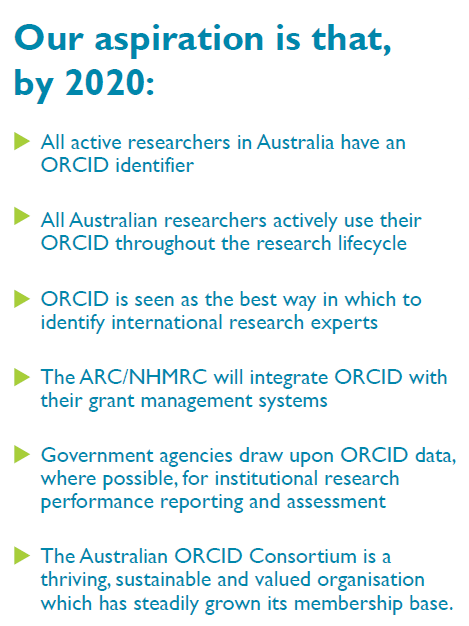 Our aspiration is that,
by 2020:
All active researchers in Australia have an
ORCID identifier
All Australian researchers actively use their
ORCID throughout the research lifecycle
ORCID is seen as the best way in which to
identify international research experts
The ARC/NHMRC will integrate ORCID with
their grant management systems
Government agencies draw upon ORCID data,
where possible, for institutional research
performance reporting and assessment
The Australian ORCID Consortium is a
thriving, sustainable and valued organisation
which has steadily grown its membership base.